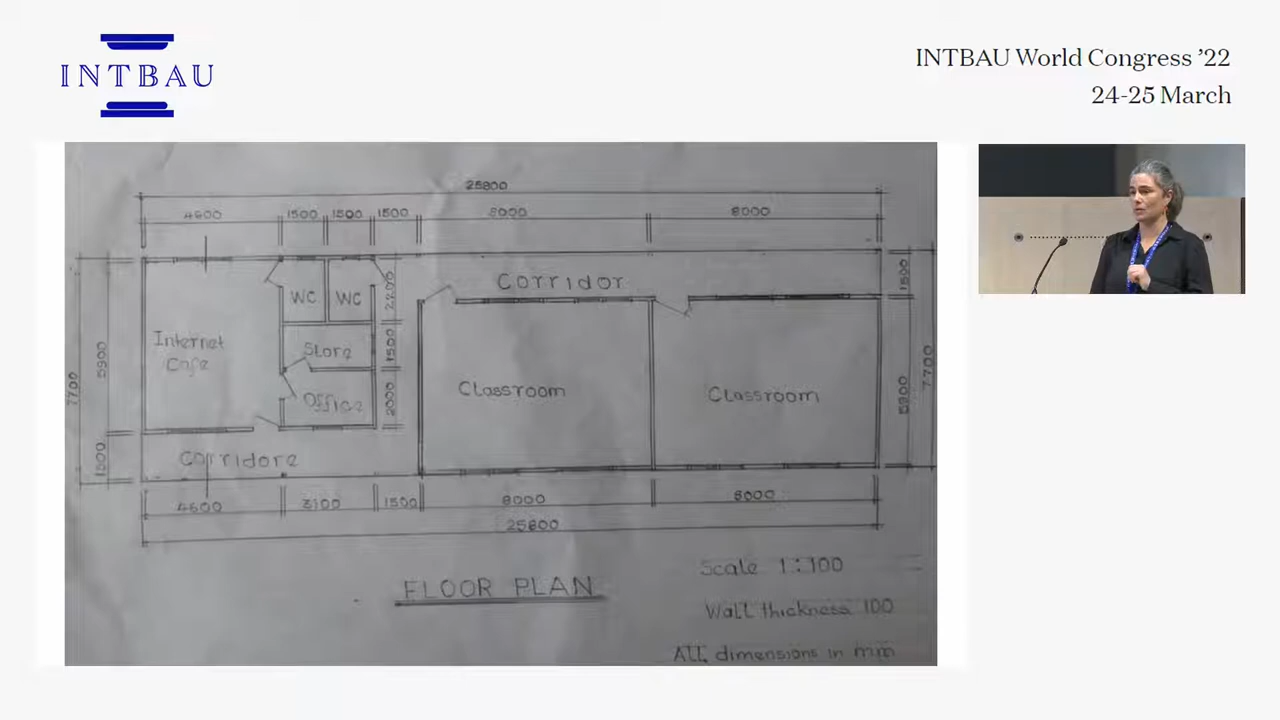 INTBAU
INTBAU World Congress ’22
24-25 March
25800
4600 1500 1500 1500 8000 8000
Corridor
WC WC
2200
1500
Internet
Cafe
Store
1500
5900
7700
Classroom
Classroom
5900
7700
Office
2000
Corridore
1500
4600 3100 1500 8000 8000
25800
FLOOR PLAN
Scale 1:100
Wall thickness 100
ALL dimensions in mm